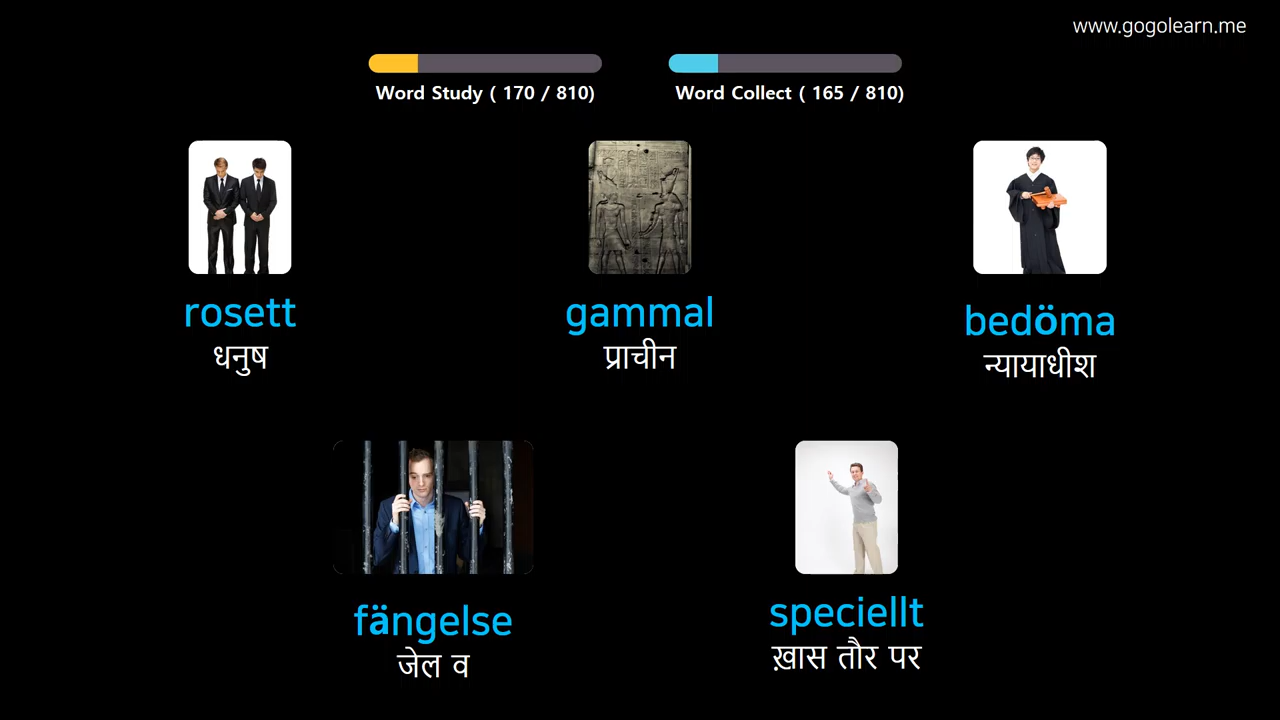 www.gogolearn.me
Word Study ( 170 / 810)
Word Collect ( 165 / 810)
rosett
धनुष
gammal
प्राचीन
bedöma
न्यायाधीश
fängelse
जेल व
speciellt
ख़ास तौर पर